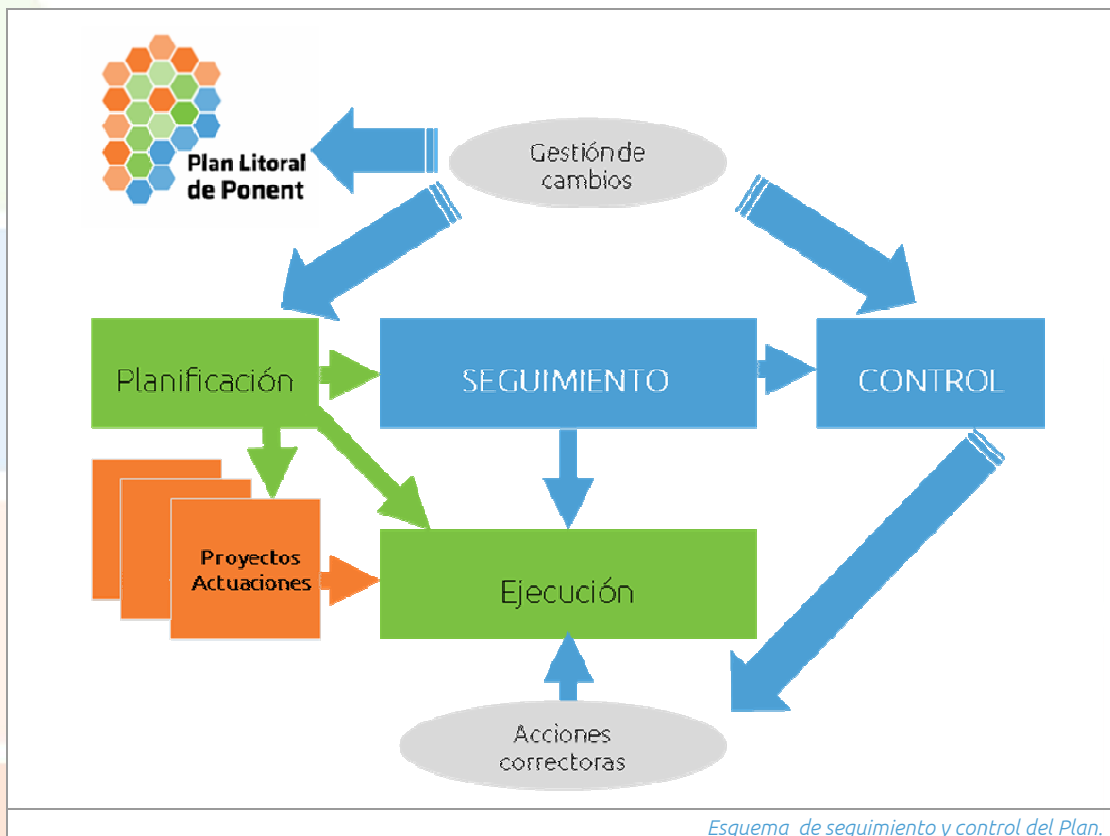 Plan Litoral
de Ponent
Gestión de
cambios
Planificación
SEGUIMIENTO
CONTROL
Proyectos
Actuaciones
Ejecución
Acciones
correctoras
Esquema de seguimiento y control del Plan.